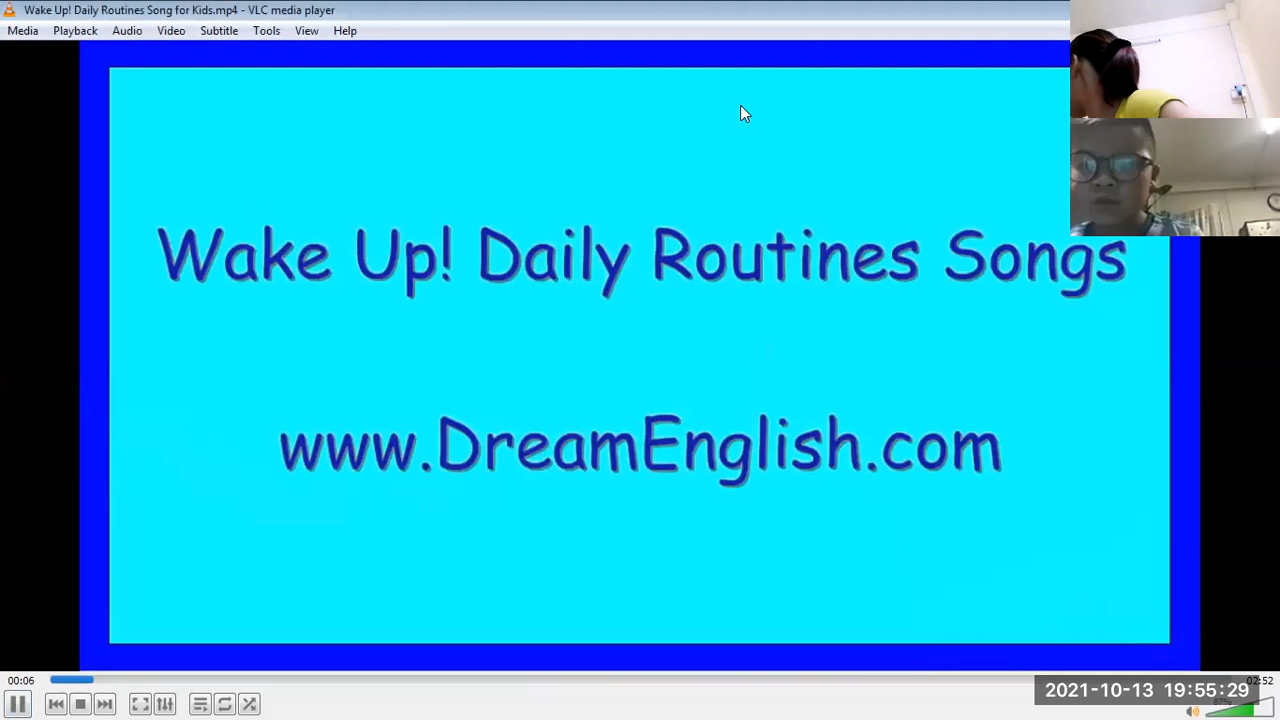 Wake Up! Daily Routines Song for Kids.mp4 - VLC media player
Media Playback Audio Video Subtitle Tools View Help
Wake Up! Daily Routines Songs
www.DreamEnglish.com
00:06
02:52
2021-10-13 19:55:29